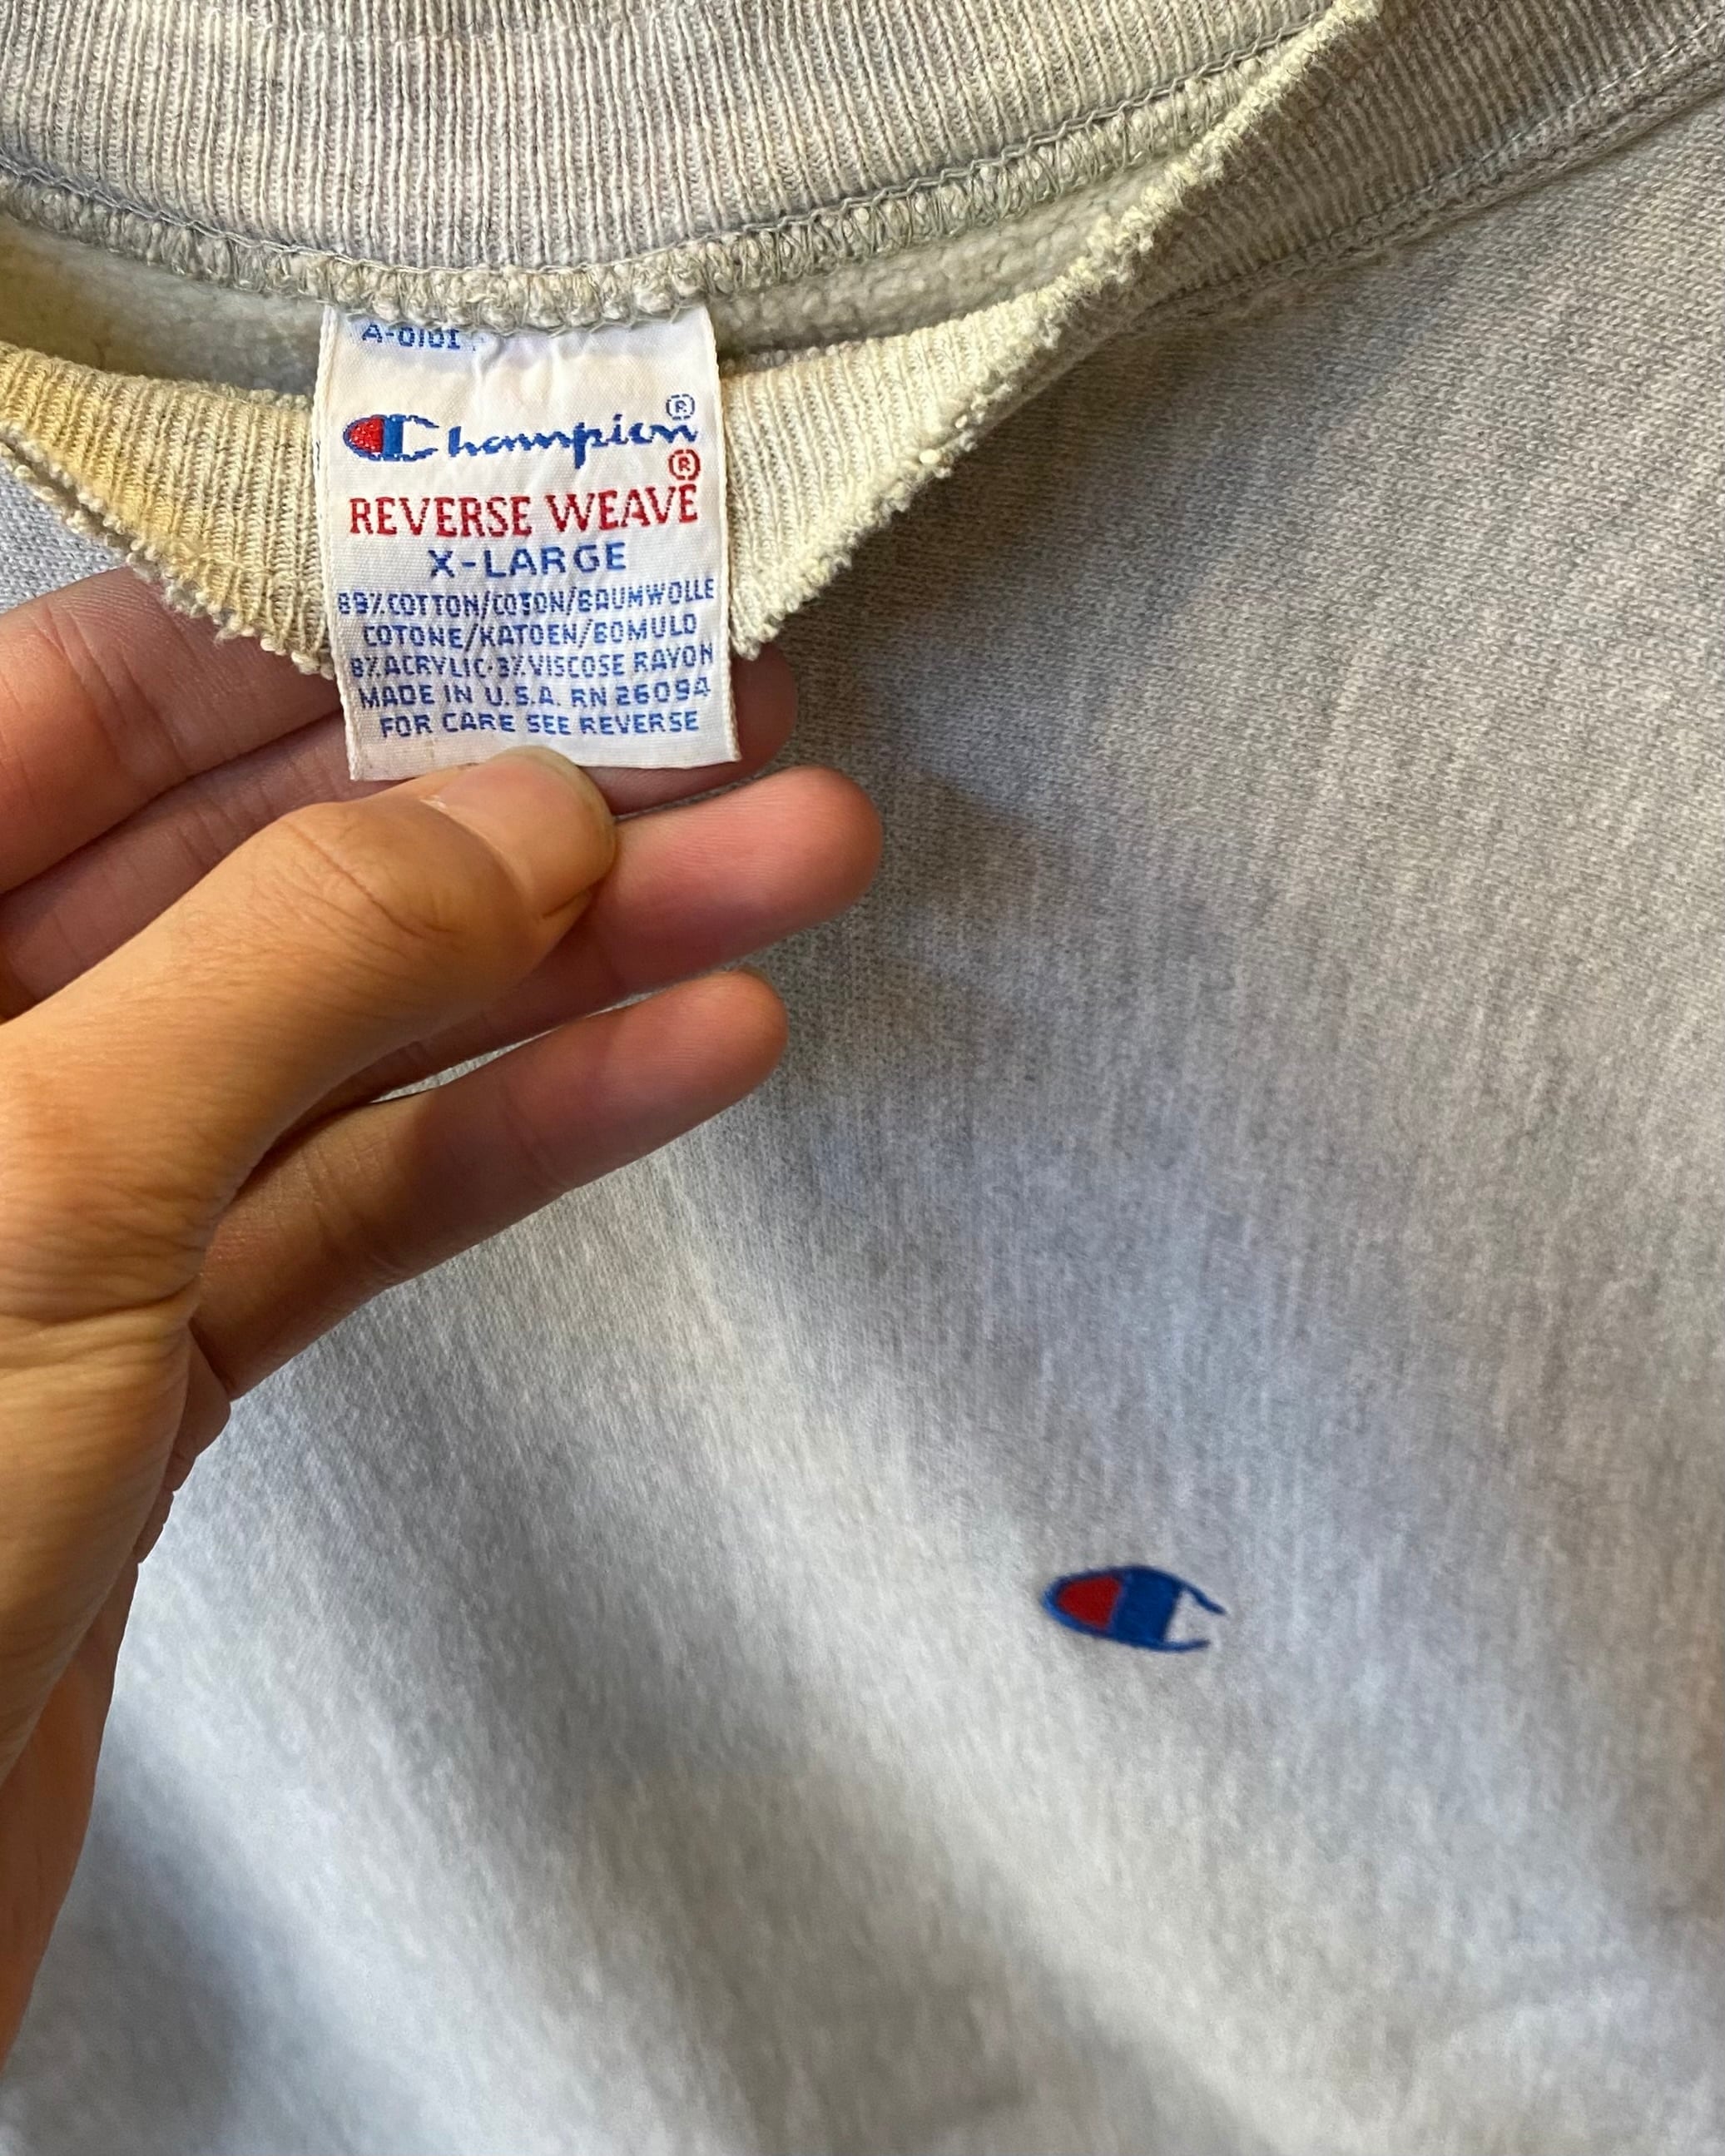 A-0101
Champion®
REVERSE WEAVE®
X-LARGE
89% COTTON/COTON/BAUMWOLLE
COTONE/KATOEN/BOMULD
8% ACRYLIC·3% VISCOSE RAYON
MADE IN U.S.A. RN 26094
FOR CARE SEE REVERSE